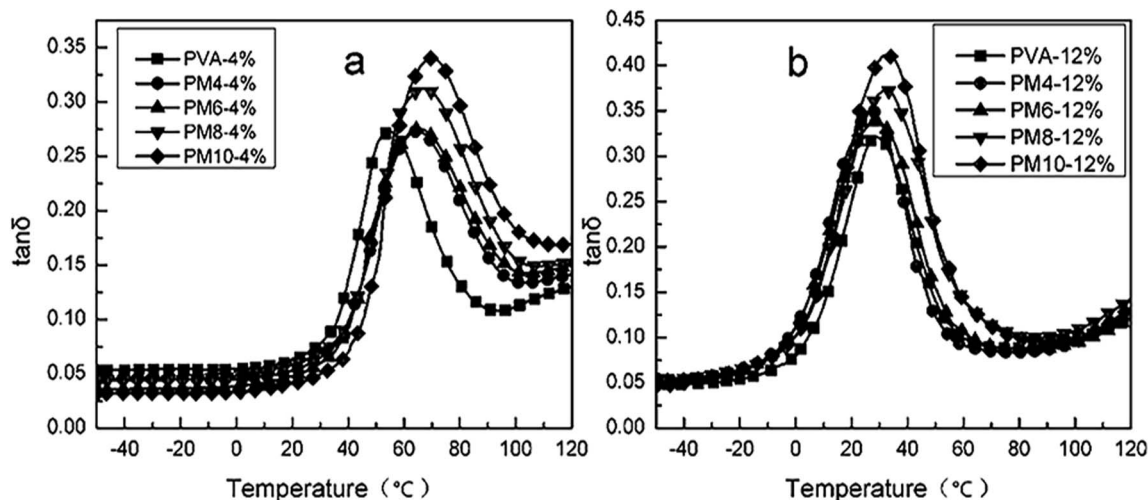 a
PVA-4%
PM4-4%
PM6-4%
PM8-4%
PM10-4%
0.35
0.30
0.25
0.20
0.15
0.10
0.05
0.00
tanδ
-40 -20 0 20 40 60 80 100 120
Temperature（℃）
b
PVA-12%
PM4-12%
PM6-12%
PM8-12%
PM10-12%
0.45
0.40
0.35
0.30
0.25
0.20
0.15
0.10
0.05
0.00
tanδ
-40 -20 0 20 40 60 80 100 120
Temperature（℃）